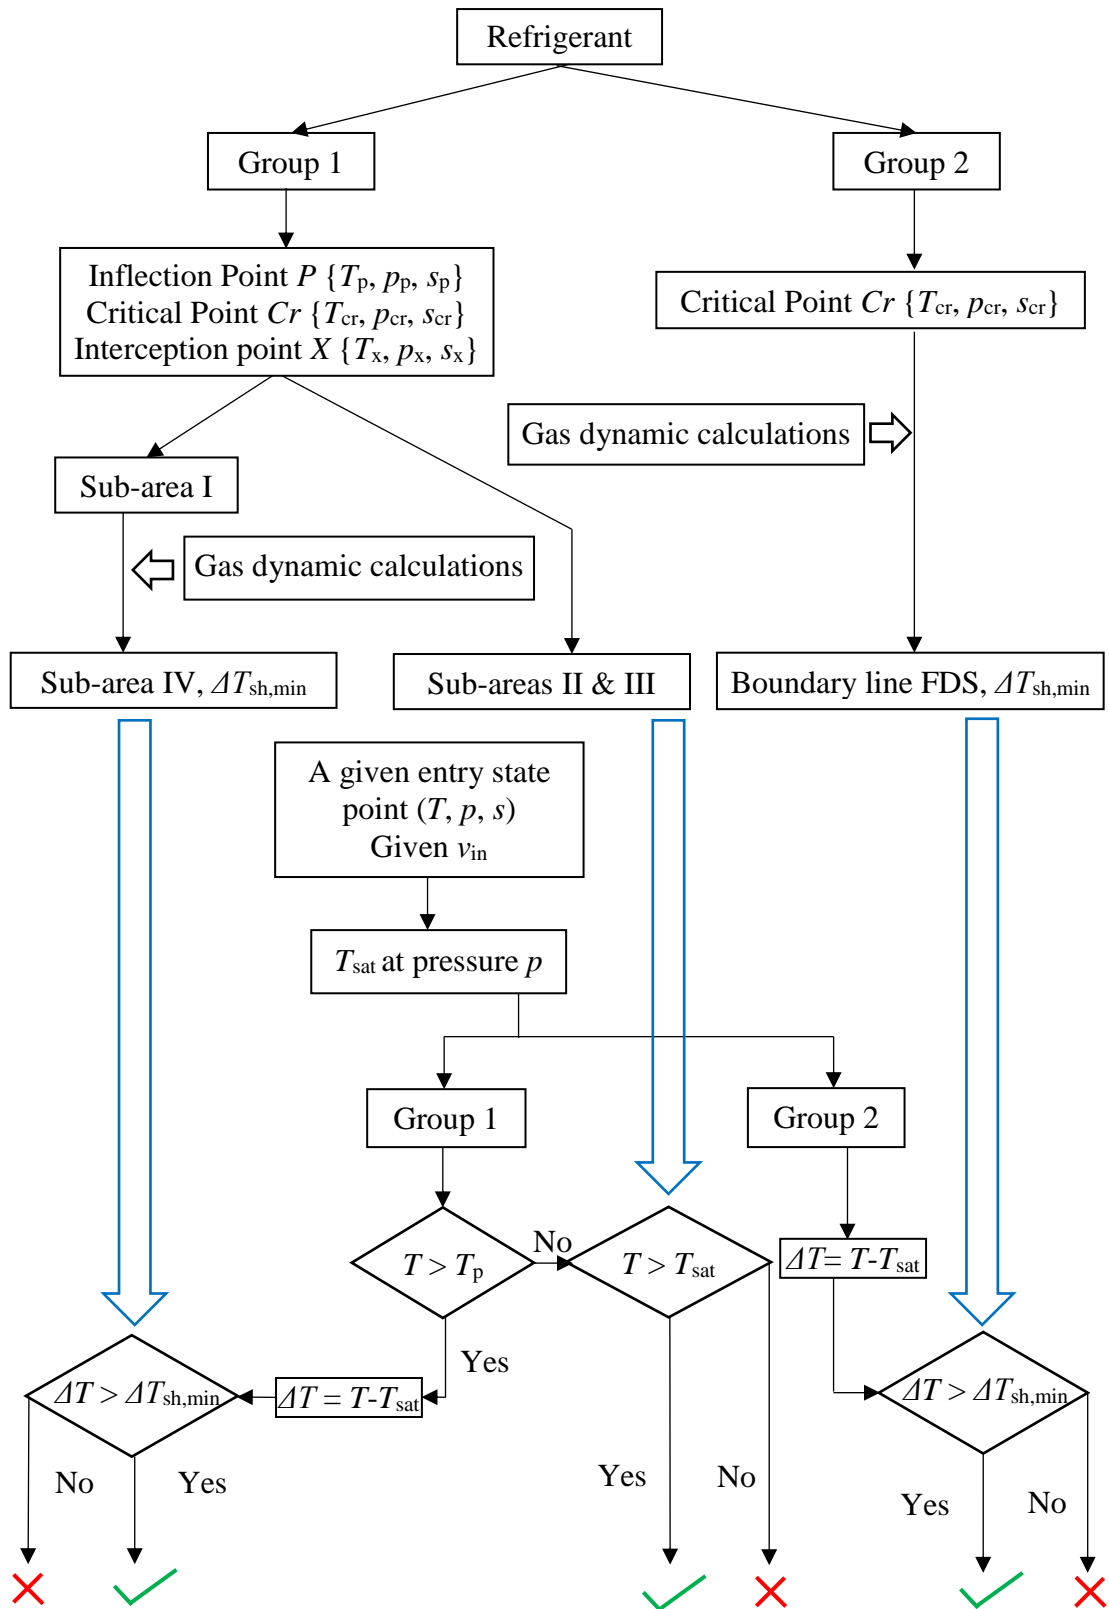 Refrigerant
Group 1
Group 2
Inflection Point P {Tp, pp, sp}
Critical Point Cr {Tcr, pcr, scr}
Interception point X {Tx, px, sx}
Critical Point Cr {Tcr, pcr, scr}
Gas dynamic calculations
Sub-area I
Gas dynamic calculations
Sub-area IV, ΔTsh,min
Sub-areas II & III
Boundary line FDS, ΔTsh,min
A given entry state
point (T, p, s)
Given vin
Tsat at pressure p
Group 1
Group 2
T > Tp
No
T > Tsat
ΔT= T-Tsat
Yes
ΔT > ΔTsh,min
ΔT = T-Tsat
ΔT > ΔTsh,min
No
Yes
Yes
No
Yes
No